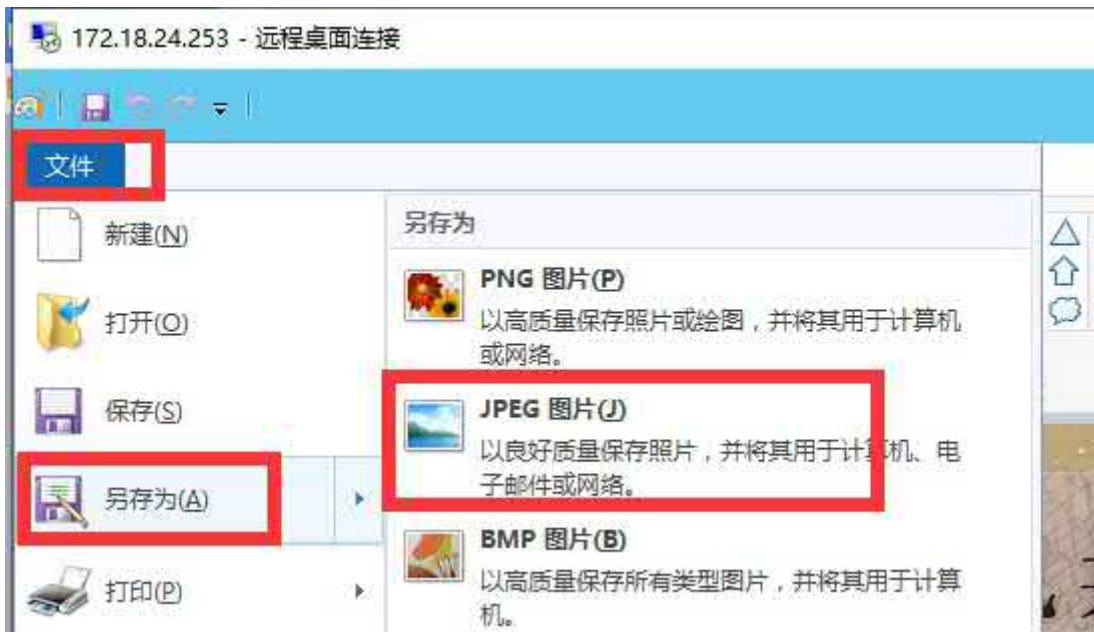 172.18.24.253 - 远程桌面连接
文件
新建(N)
打开(O)
保存(S)
另存为(A)
打印(P)
另存为
PNG 图片(P)
以高质量保存照片或绘图，并将其用于计算机
或网络。
JPEG 图片(J)
以良好质量保存照片，并将其用于计算机、电
子邮件或网络。
BMP 图片(B)
以高质量保存所有类型图片，并将其用于计算
机。